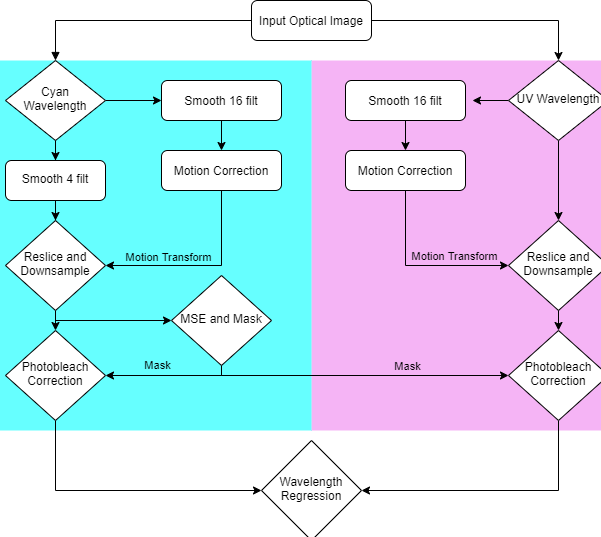 Input Optical Image
Cyan
Wavelength
Smooth 16 filt
Smooth 16 filt
UV Wavelength
Smooth 4 filt
Motion Correction
Motion Correction
Reslice and
Downsample
Motion Transform
Motion Transform
Reslice and
Downsample
MSE and Mask
Photobleach
Correction
Mask
Mask
Photobleach
Correction
Wavelength
Regression